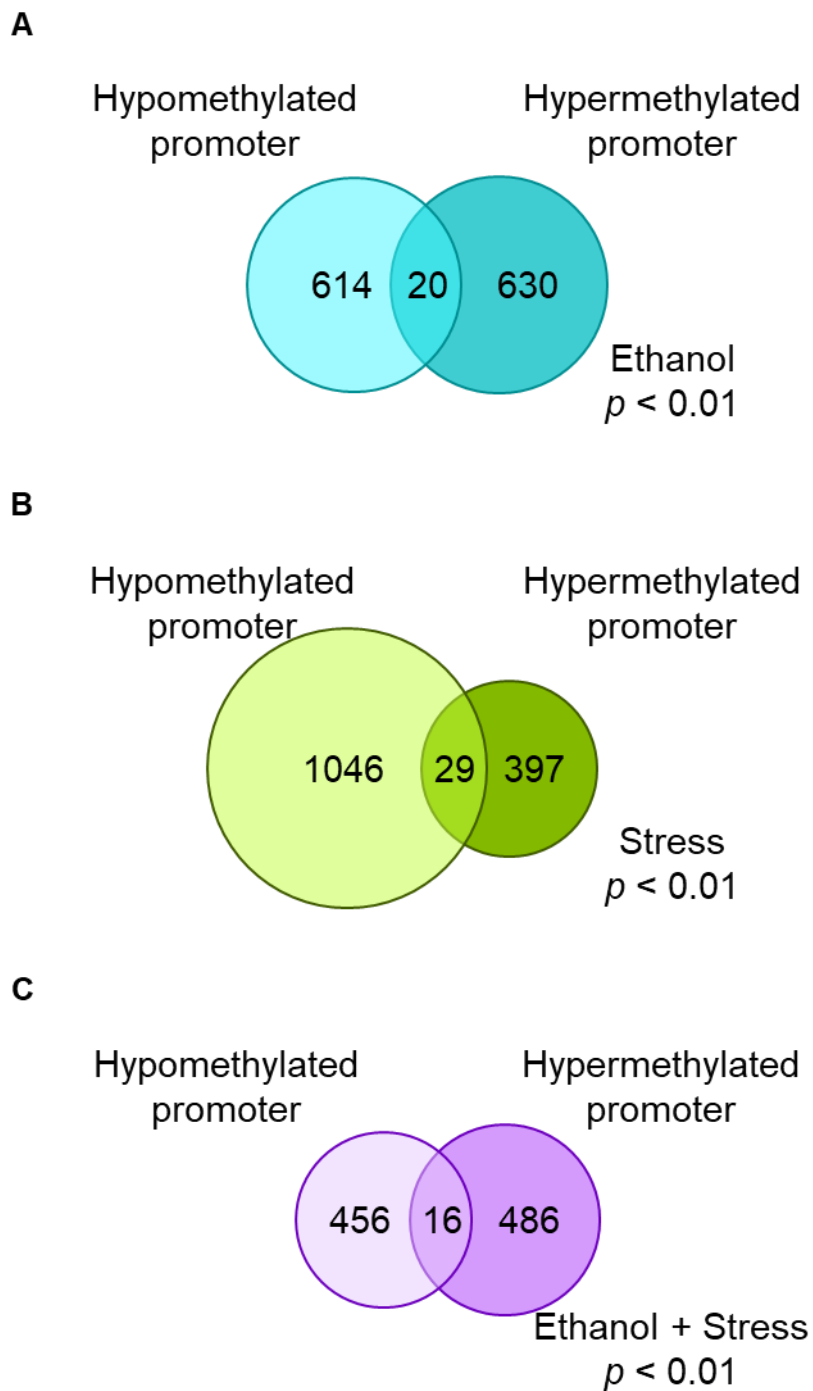 A
Hypomethylated
promoter
Hypermethylated
promoter
614
20
630
Ethanol
p < 0.01
B
Hypomethylated
promoter
Hypermethylated
promoter
1046
29
397
Stress
p < 0.01
C
Hypomethylated
promoter
Hypermethylated
promoter
456
16
486
Ethanol + Stress
p < 0.01